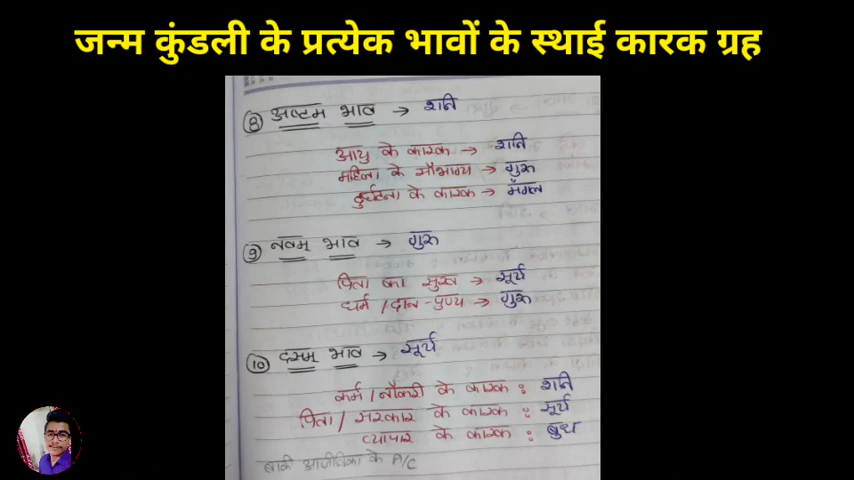 जन्म कुंडली के प्रत्येक भावों के स्थाई कारक ग्रह
8 अष्टम भाव → शनि
आयु के कारक → शनि
महिला के सौभाग्य → गुरु
दुर्घटना के कारक → मंगल
9 नवम् भाव → गुरु
पिता का सुख → सूर्य
धर्म / दान-पुण्य → गुरु
10 दसम् भाव → सूर्य
कर्म / नौकरी के कारक : शनि
पिता / सरकार के कारक : सूर्य
व्यापार के कारक : बुध
बाकी आजीविका के A/C